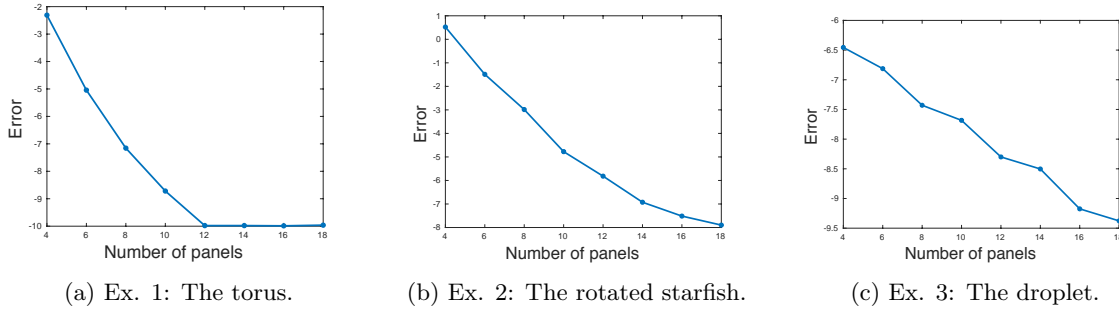 -2
-3
-4
-5
-6
-7
-8
-9
-10
Error
4 6 8 10 12 14 16 18
Number of panels
(a) Ex. 1: The torus.
1
0
-1
-2
-3
-4
-5
-6
-7
-8
Error
4 6 8 10 12 14 16 18
Number of panels
(b) Ex. 2: The rotated starfish.
-6
-6.5
-7
-7.5
-8
-8.5
-9
-9.5
Error
4 6 8 10 12 14 16 18
Number of panels
(c) Ex. 3: The droplet.